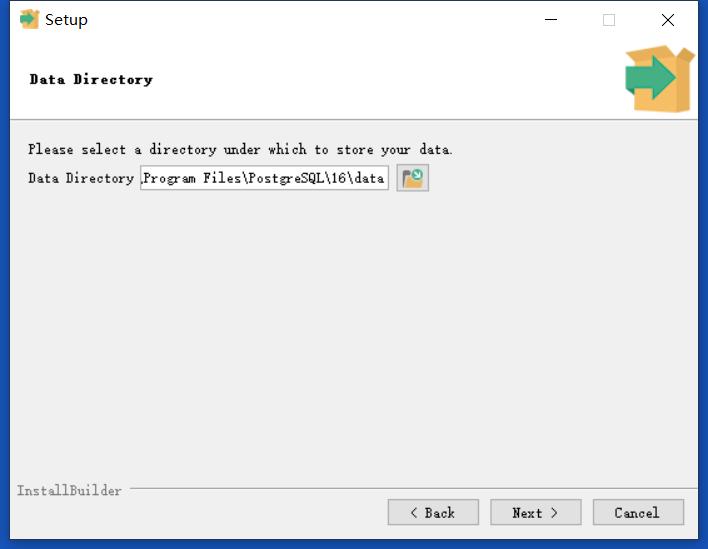 Setup
Data Directory
Please select a directory under which to store your data.
Data Directory Program Files\PostgreSQL\16\data
InstallBuilder
< Back Next > Cancel